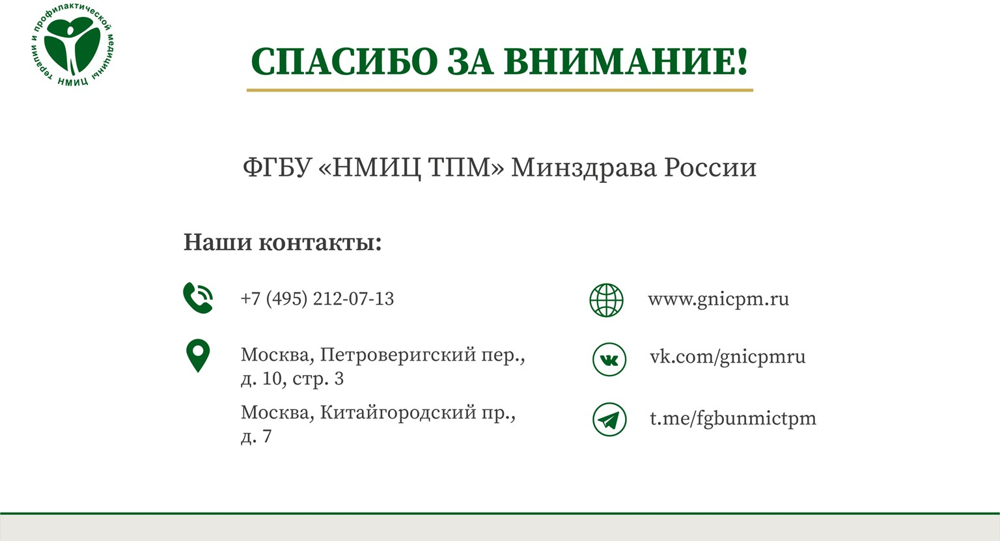 НМИЦ терапии и профилактической медицины
СПАСИБО ЗА ВНИМАНИЕ!
ФГБУ «НМИЦ ТПМ» Минздрава России
Наши контакты:
+7 (495) 212-07-13
Москва, Петроверигский пер.,
д. 10, стр. 3
Москва, Китайгородский пр.,
д. 7
www.gnicpm.ru
vk.com/gnicpmru
t.me/fgbunmictpm